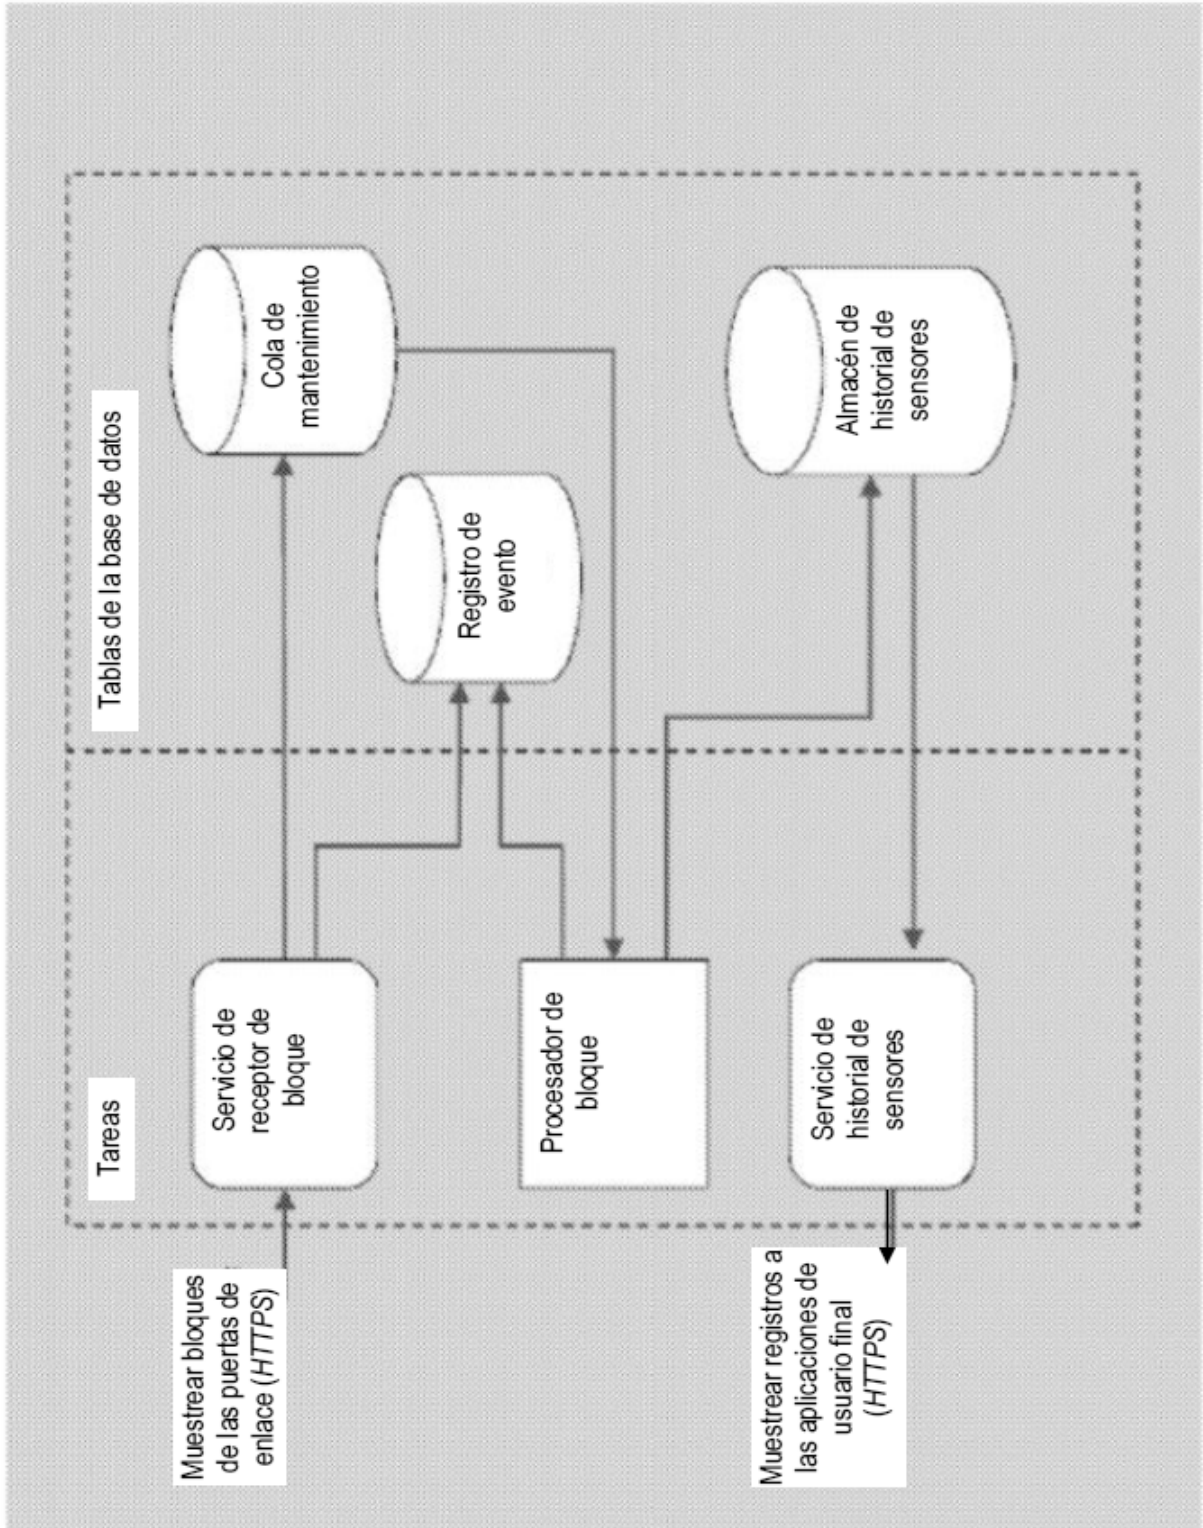 Muestrear bloques
de las puertas de
enlace (HTTPS)
Tareas
Tablas de la base de datos
Servicio de
receptor de
bloque
Cola de
mantenimiento
Registro de
evento
Procesador de
bloque
Almacén de
historial de
sensores
Servicio de
historial de
sensores
Muestrear registros a
las aplicaciones de
usuario final
(HTTPS)